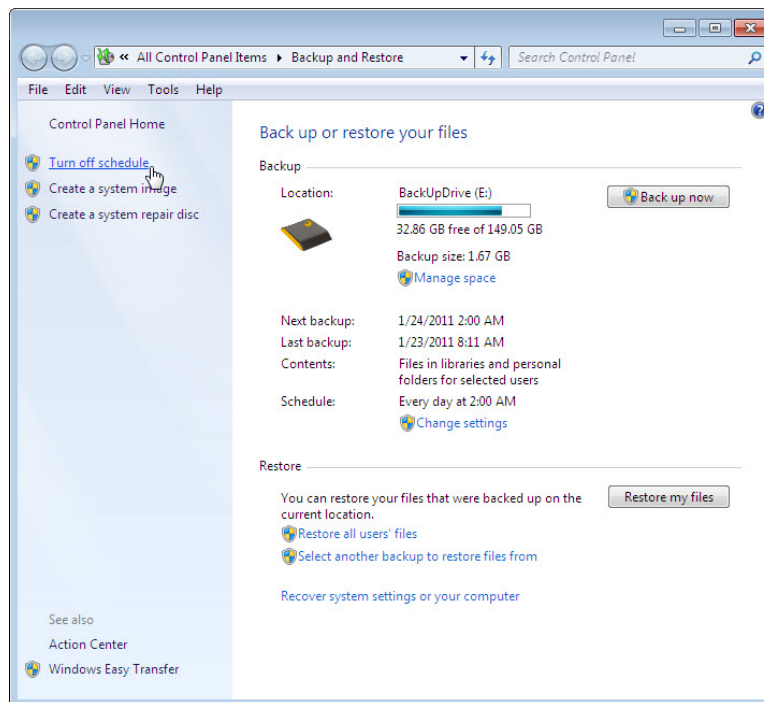 « All Control Panel Items ▸ Backup and Restore
Search Control Panel
File Edit View Tools Help
Control Panel Home
Turn off schedule
Create a system image
Create a system repair disc
Back up or restore your files
Backup
Location: BackUpDrive (E:) Back up now
32.86 GB free of 149.05 GB
Backup size: 1.67 GB
Manage space
Next backup: 1/24/2011 2:00 AM
Last backup: 1/23/2011 8:11 AM
Contents: Files in libraries and personal
folders for selected users
Schedule: Every day at 2:00 AM
Change settings
Restore
You can restore your files that were backed up on the Restore my files
current location.
Restore all users' files
Select another backup to restore files from
Recover system settings or your computer
See also
Action Center
Windows Easy Transfer